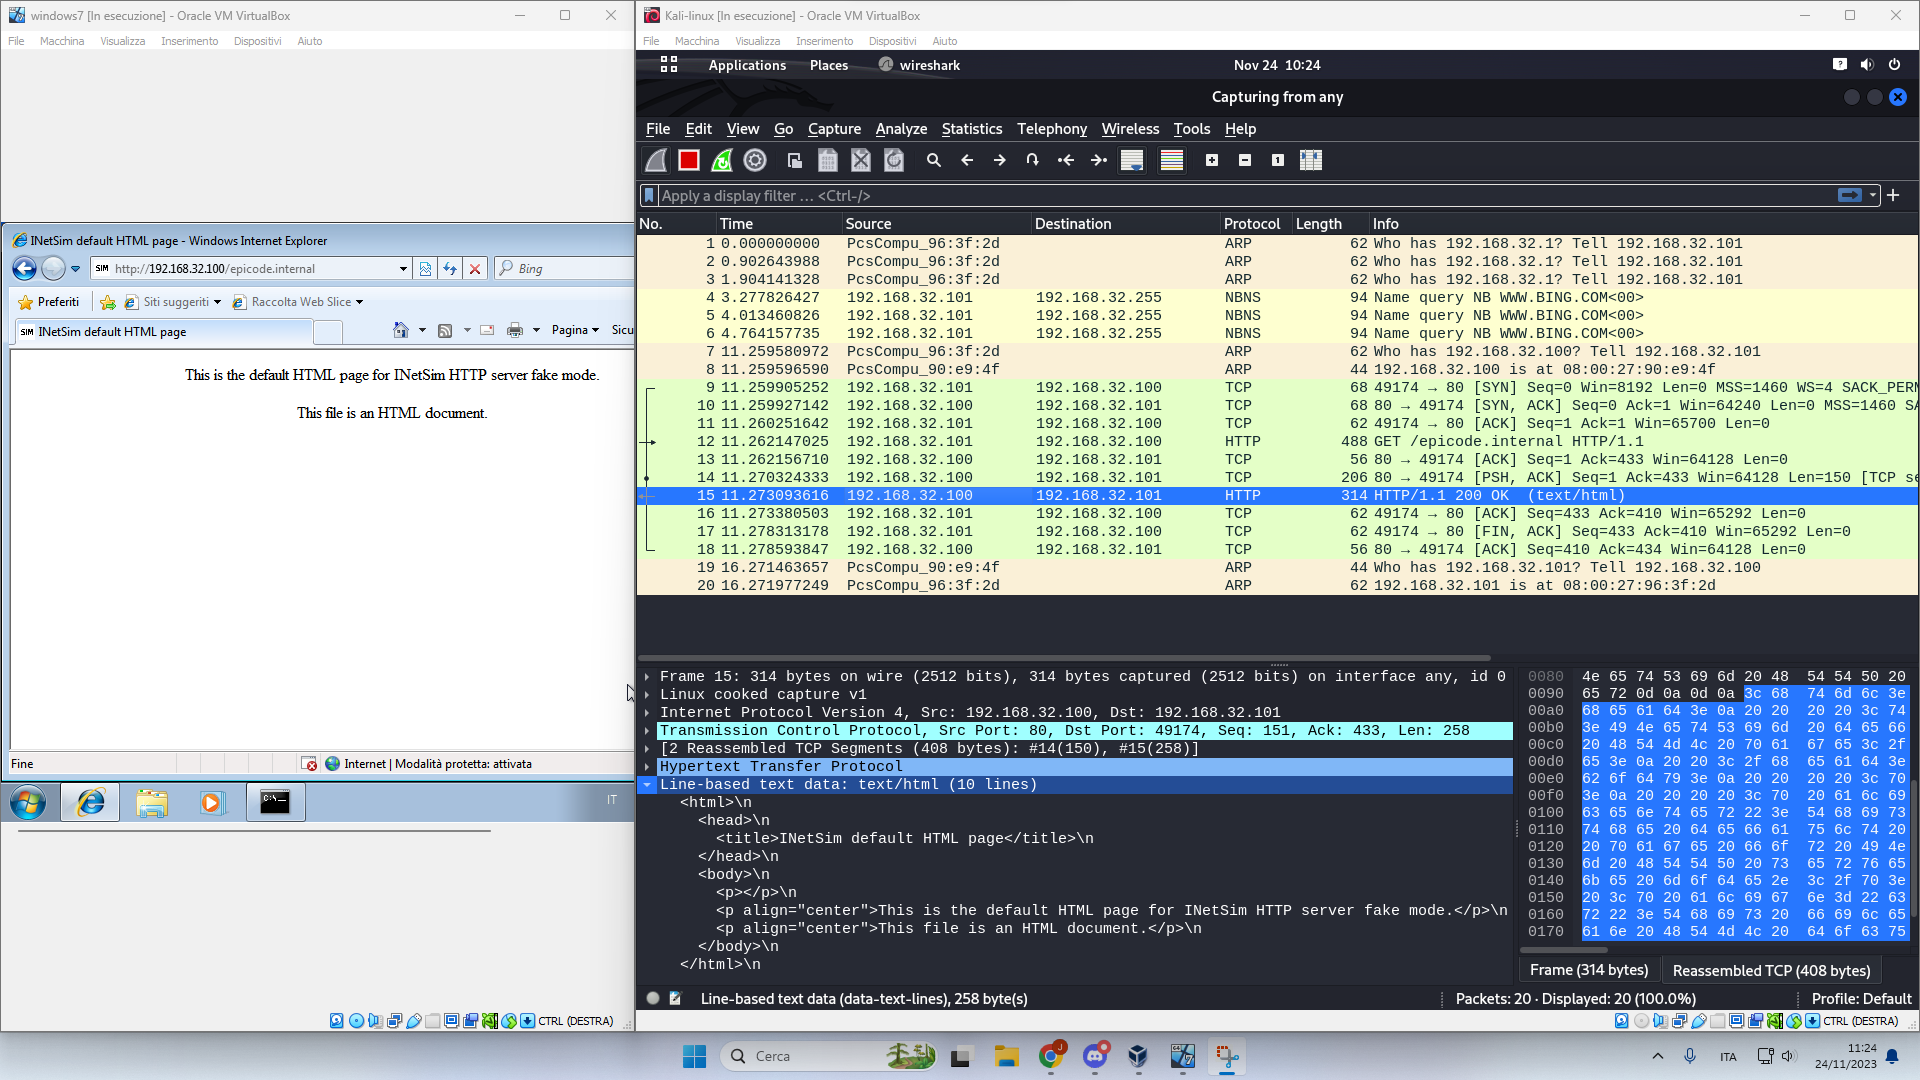 windows7 [In esecuzione] - Oracle VM VirtualBox
File Macchina Visualizza Inserimento Dispositivi Aiuto
INetSim default HTML page - Windows Internet Explorer
SIM http://192.168.32.100/epicode.internal
Bing
Preferiti Siti suggeriti Raccolta Web Slice
SIM INetSim default HTML page
Pagina Sicu
This is the default HTML page for INetSim HTTP server fake mode.
This file is an HTML document.
Fine
Internet | Modalità protetta: attivata
IT
CTRL (DESTRA)
Kali-linux [In esecuzione] - Oracle VM VirtualBox
File Macchina Visualizza Inserimento Dispositivi Aiuto
Applications Places wireshark
Nov 24 10:24
Capturing from any
File Edit View Go Capture Analyze Statistics Telephony Wireless Tools Help
Apply a display filter … <Ctrl-/>
No. Time Source Destination Protocol Length Info
1 0.000000000 PcsCompu_96:3f:2d ARP 62 Who has 192.168.32.1? Tell 192.168.32.101
2 0.902643988 PcsCompu_96:3f:2d ARP 62 Who has 192.168.32.1? Tell 192.168.32.101
3 1.904141328 PcsCompu_96:3f:2d ARP 62 Who has 192.168.32.1? Tell 192.168.32.101
4 3.277826427 192.168.32.101 192.168.32.255 NBNS 94 Name query NB WWW.BING.COM<00>
5 4.013460826 192.168.32.101 192.168.32.255 NBNS 94 Name query NB WWW.BING.COM<00>
6 4.764157735 192.168.32.101 192.168.32.255 NBNS 94 Name query NB WWW.BING.COM<00>
7 11.259580972 PcsCompu_96:3f:2d ARP 62 Who has 192.168.32.100? Tell 192.168.32.101
8 11.259596590 PcsCompu_90:e9:4f ARP 44 192.168.32.100 is at 08:00:27:90:e9:4f
9 11.259905252 192.168.32.101 192.168.32.100 TCP 68 49174 → 80 [SYN] Seq=0 Win=8192 Len=0 MSS=1460 WS=4 SACK_PERM
10 11.259927142 192.168.32.100 192.168.32.101 TCP 68 80 → 49174 [SYN, ACK] Seq=0 Ack=1 Win=64240 Len=0 MSS=1460 SA
11 11.260251642 192.168.32.101 192.168.32.100 TCP 62 49174 → 80 [ACK] Seq=1 Ack=1 Win=65700 Len=0
12 11.262147025 192.168.32.101 192.168.32.100 HTTP 488 GET /epicode.internal HTTP/1.1
13 11.262156710 192.168.32.100 192.168.32.101 TCP 56 80 → 49174 [ACK] Seq=1 Ack=433 Win=64128 Len=0
14 11.270324333 192.168.32.100 192.168.32.101 TCP 206 80 → 49174 [PSH, ACK] Seq=1 Ack=433 Win=64128 Len=150 [TCP se
15 11.273093616 192.168.32.100 192.168.32.101 HTTP 314 HTTP/1.1 200 OK (text/html)
16 11.273380503 192.168.32.101 192.168.32.100 TCP 62 49174 → 80 [ACK] Seq=433 Ack=410 Win=65292 Len=0
17 11.278313178 192.168.32.101 192.168.32.100 TCP 62 49174 → 80 [FIN, ACK] Seq=433 Ack=410 Win=65292 Len=0
18 11.278593847 192.168.32.100 192.168.32.101 TCP 56 80 → 49174 [ACK] Seq=410 Ack=434 Win=64128 Len=0
19 16.271463657 PcsCompu_90:e9:4f ARP 44 Who has 192.168.32.101? Tell 192.168.32.100
20 16.271977249 PcsCompu_96:3f:2d ARP 62 192.168.32.101 is at 08:00:27:96:3f:2d
Frame 15: 314 bytes on wire (2512 bits), 314 bytes captured (2512 bits) on interface any, id 0
Linux cooked capture v1
Internet Protocol Version 4, Src: 192.168.32.100, Dst: 192.168.32.101
Transmission Control Protocol, Src Port: 80, Dst Port: 49174, Seq: 151, Ack: 433, Len: 258
[2 Reassembled TCP Segments (408 bytes): #14(150), #15(258)]
Hypertext Transfer Protocol
Line-based text data: text/html (10 lines)
<html>\n
<head>\n
<title>INetSim default HTML page</title>\n
</head>\n
<body>\n
<p></p>\n
<p align="center">This is the default HTML page for INetSim HTTP server fake mode.</p>\n
<p align="center">This file is an HTML document.</p>\n
</body>\n
</html>\n
0080 4e 65 74 53 69 6d 20 48 54 54 50 20
0090 65 72 0d 0a 0d 0a 3c 68 74 6d 6c 3e
00a0 68 65 61 64 3e 0a 20 20 20 20 3c 74
00b0 3e 49 4e 65 74 53 69 6d 20 64 65 66
00c0 20 48 54 4d 4c 20 70 61 67 65 3c 2f
00d0 65 3e 0a 20 20 3c 2f 68 65 61 64 3e
00e0 62 6f 64 79 3e 0a 20 20 20 20 3c 70
00f0 3e 0a 20 20 20 20 3c 70 20 61 6c 69
0100 63 65 6e 74 65 72 22 3e 54 68 69 73
0110 74 68 65 20 64 65 66 61 75 6c 74 20
0120 20 70 61 67 65 20 66 6f 72 20 49 4e
0130 6d 20 48 54 54 50 20 73 65 72 76 65
0140 6b 65 20 6d 6f 64 65 2e 3c 2f 70 3e
0150 20 3c 70 20 61 6c 69 67 6e 3d 22 63
0160 72 22 3e 54 68 69 73 20 66 69 6c 65
0170 61 6e 20 48 54 4d 4c 20 64 6f 63 75
Frame (314 bytes) Reassembled TCP (408 bytes)
Line-based text data (data-text-lines), 258 byte(s)
Packets: 20 · Displayed: 20 (100.0%)
Profile: Default
CTRL (DESTRA)
Cerca
ITA
11:24
24/11/2023